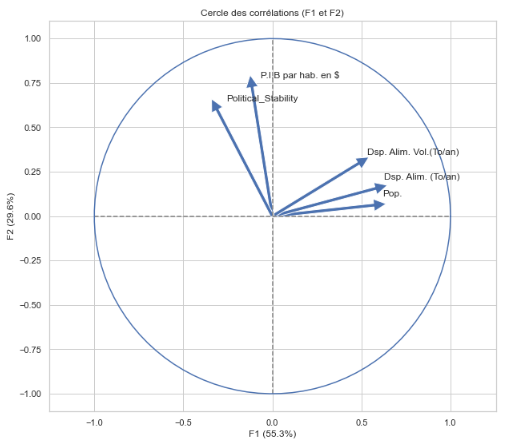 Cercle des corrélations (F1 et F2)
1.00
0.75
0.50
0.25
0.00
−0.25
−0.50
−0.75
−1.00
F2 (29.6%)
P.I.B par hab. en $
Political_Stability
Dsp. Alim. Vol.(To/an)
Dsp. Alim. (To/an)
Pop.
−1.0
−0.5
0.0
0.5
1.0
F1 (55.3%)